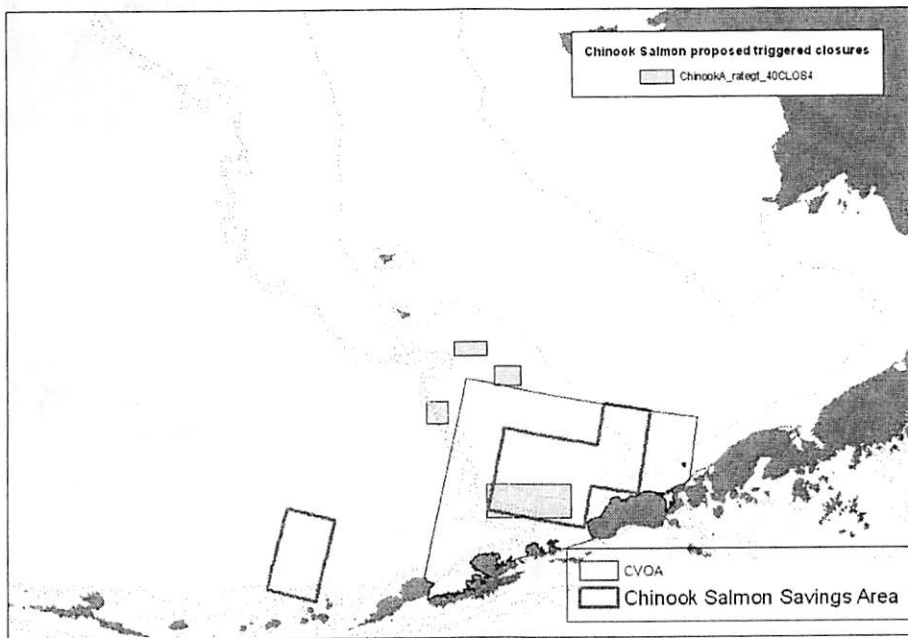 Chinook Salmon proposed triggered closures
ChinookA_rategt_40CLOS4
CVOA
Chinook Salmon Savings Area